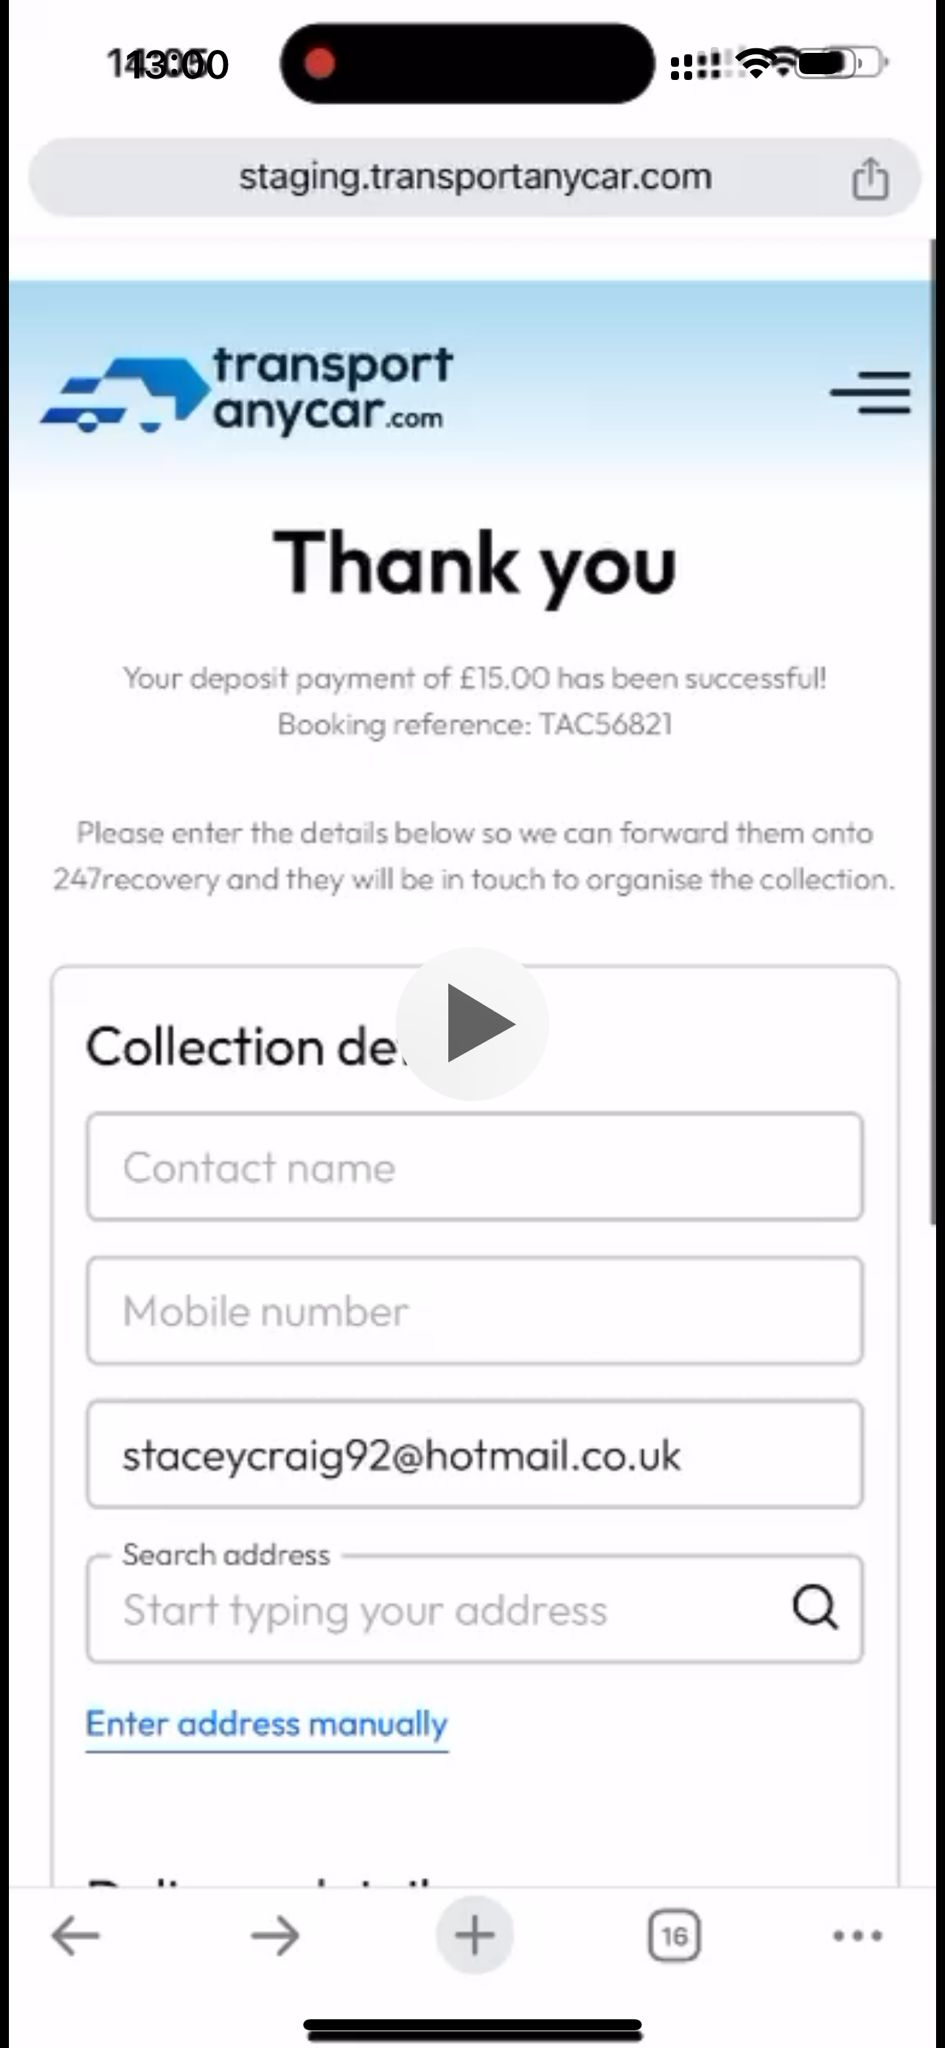 13:00
staging.transportanycar.com
transport
anycar.com
Thank you
Your deposit payment of £15.00 has been successful!
Booking reference: TAC56821
Please enter the details below so we can forward them onto
247recovery and they will be in touch to organise the collection.
Collection de
Contact name
Mobile number
staceycraig92@hotmail.co.uk
Search address
Start typing your address
Enter address manually
16